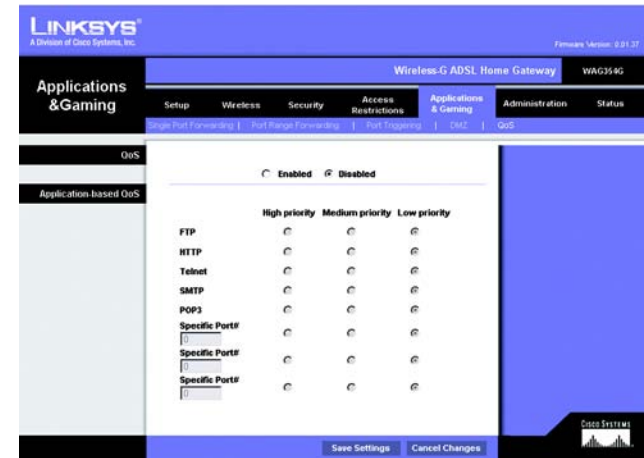 LINKSYS®
A Division of Cisco Systems, Inc.
Firmware Version: 0.01.37
Wireless-G ADSL Home Gateway WAG354G
Applications
&Gaming
Setup Wireless Security Access Restrictions Applications & Gaming Administration Status
Single Port Forwarding | Port Range Forwarding | Port Triggering | DMZ | QoS
QoS
Enabled Disabled
Application-based QoS
High priority Medium priority Low priority
FTP
HTTP
Telnet
SMTP
POP3
Specific Port#
0
Specific Port#
0
Specific Port#
0
CISCO SYSTEMS
Save Settings Cancel Changes